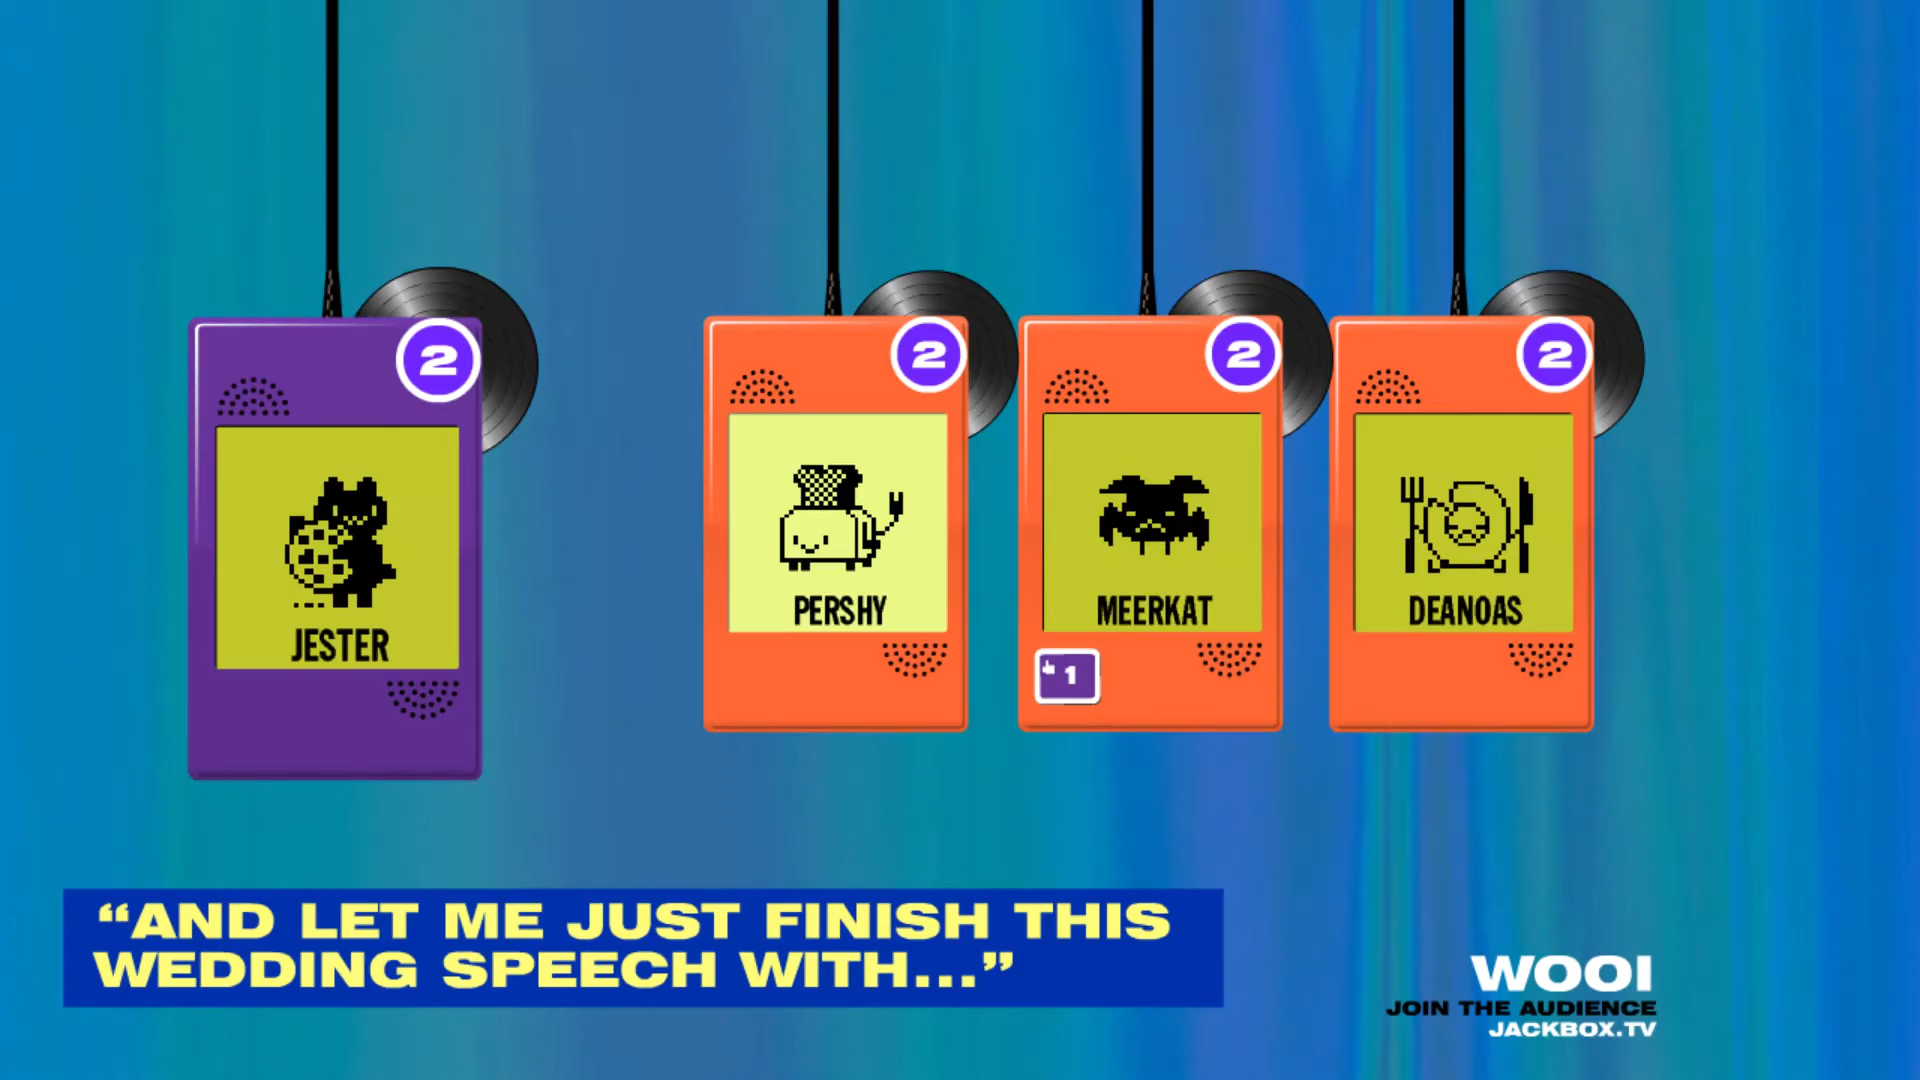 2
2
2
2
JESTER
PERSHY
MEERKAT
DEANOAS
1
“AND LET ME JUST FINISH THIS
WEDDING SPEECH WITH...”
WOOI
JOIN THE AUDIENCE
JACKBOX.TV